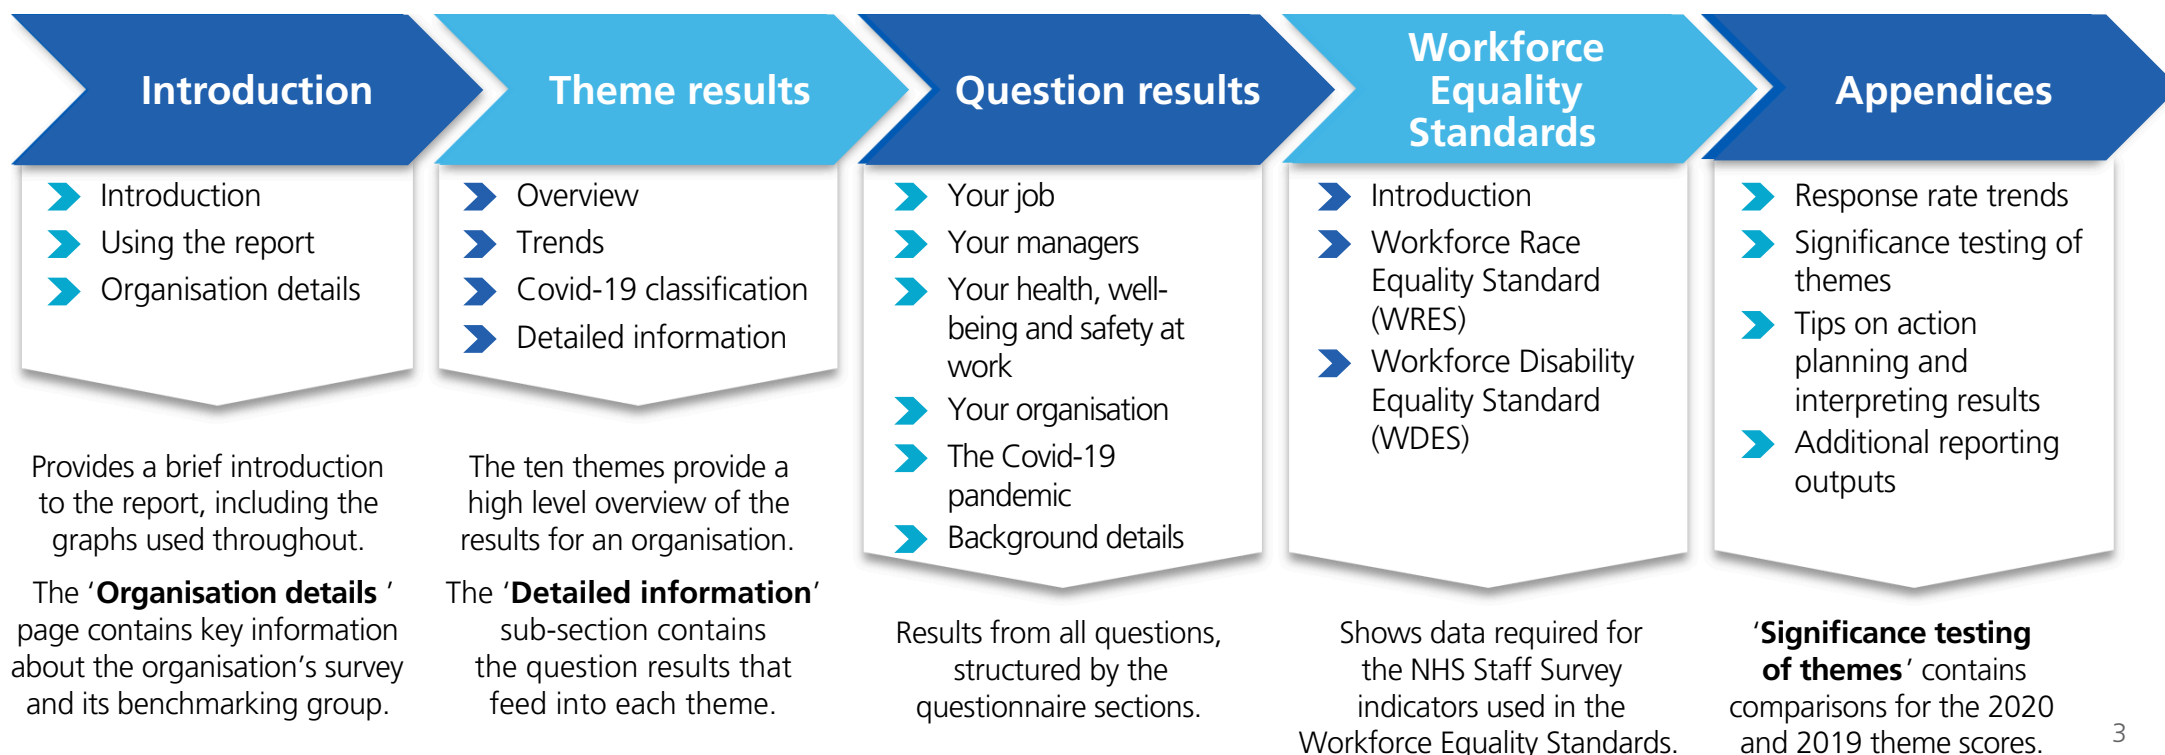 Introduction
Introduction
Using the report
Organisation details
Provides a brief introduction
to the report, including the
graphs used throughout.
The ‘Organisation details ’
page contains key information
about the organisation’s survey
and its benchmarking group.
Theme results
Overview
Trends
Covid-19 classification
Detailed information
The ten themes provide a
high level overview of the
results for an organisation.
The ‘Detailed information’
sub-section contains
the question results that
feed into each theme.
Question results
Your job
Your managers
Your health, well-
being and safety at
work
Your organisation
The Covid-19
pandemic
Background details
Results from all questions,
structured by the
questionnaire sections.
Workforce
Equality
Standards
Introduction
Workforce Race
Equality Standard
(WRES)
Workforce Disability
Equality Standard
(WDES)
Shows data required for
the NHS Staff Survey
indicators used in the
Workforce Equality Standards.
Appendices
Response rate trends
Significance testing of
themes
Tips on action
planning and
interpreting results
Additional reporting
outputs
‘Significance testing
of themes’ contains
comparisons for the 2020
and 2019 theme scores.
3